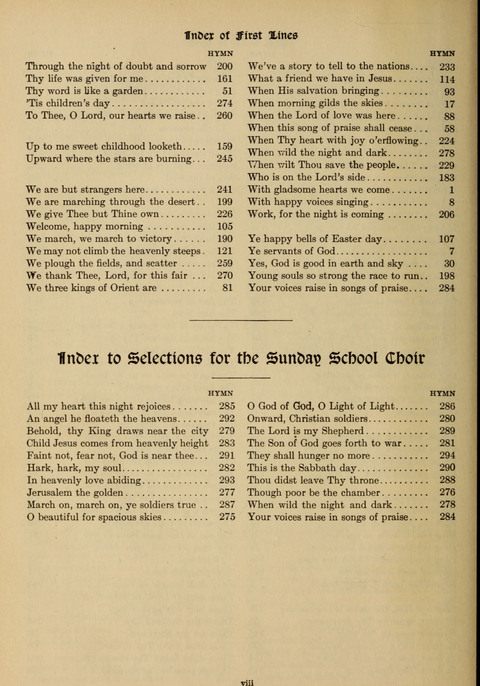 Index of First Lines
HYMN
Through the night of doubt and sorrow 200
Thy life was given for me........... 161
Thy word is like a garden........... 51
'Tis children's day................. 274
To Thee, O Lord, our hearts we raise.. 260
Up to me sweet childhood looketh..... 159
Upward where the stars are burning... 245
We are but strangers here........... 241
We are marching through the desert.. 199
We give Thee but Thine own......... 226
Welcome, happy morning ........... 105
We march, we march to victory...... 190
We may not climb the heavenly steeps. 121
We plough the fields, and scatter ..... 259
We thank Thee, Lord, for this fair ... 270
We three kings of Orient are ......... 81
HYMN
We've a story to tell to the nations.... 233
What a friend we have in Jesus....... 114
When His salvation bringing......... 93
When morning gilds the skies........ 17
When the Lord of love was here...... 88
When this song of praise shall cease... 58
When Thy heart with joy o'erflowing.. 224
When wild the night and dark....... 278
When wilt Thou save the people...... 229
Who is on the Lord's side........... 183
With gladsome hearts we come....... 1
With happy voices singing........... 8
Work, for the night is coming ....... 206
Ye happy bells of Easter day........ 107
Ye servants of God................. 7
Yes, God is good in earth and sky .... 30
Young souls so strong the race to run.. 198
Your voices raise in songs of praise.... 284
Index to Selections for the Sunday School Choir
HYMN
All my heart this night rejoices....... 285
An angel he floateth the heavens...... 292
Behold, thy King draws near the city 279
Child Jesus comes from heavenly height 283
Faint not, fear not, God is near thee... 291
Hark, hark, my soul................ 282
In heavenly love abiding............ 293
Jerusalem the golden............... 277
March on, march on, ye soldiers true .. 287
O beautiful for spacious skies......... 275
HYMN
O God of God, O Light of Light...... 286
Onward, Christian soldiers........... 280
The Lord is my Shepherd........... 289
The Son of God goes forth to war..... 281
They shall hunger no more.......... 294
This is the Sabbath day............. 290
Thou didst leave Thy throne......... 288
Though poor be the chamber........ 276
When wild the night and dark....... 278
Your voices raise in songs of praise.... 284
viii